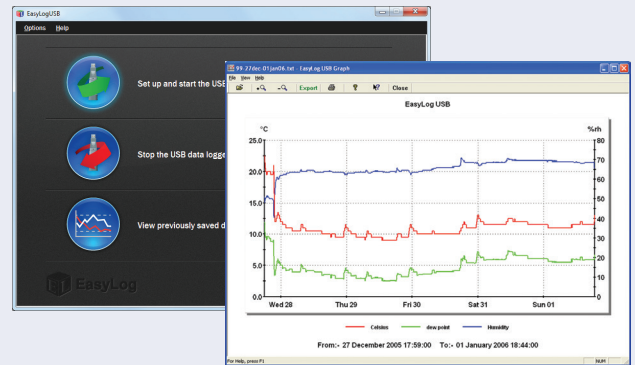 EasyLogUSB
Options Help
Set up and start the USB
Stop the USB data logge
View previously saved d
EasyLog
99-27dec-01jan06.txt - EasyLog USB Graph
File View Help
Export Close
EasyLog USB
°C %rh
25.0 80
20.0 70
15.0 60
10.0 50
5.0 40
0.0 30
20
10
0
Wed 28 Thu 29 Fri 30 Sat 31 Sun 01
Celsius dew point Humidity
From:- 27 December 2005 17:59:00 To:- 01 January 2006 18:44:00
For Help, press F1 NUM